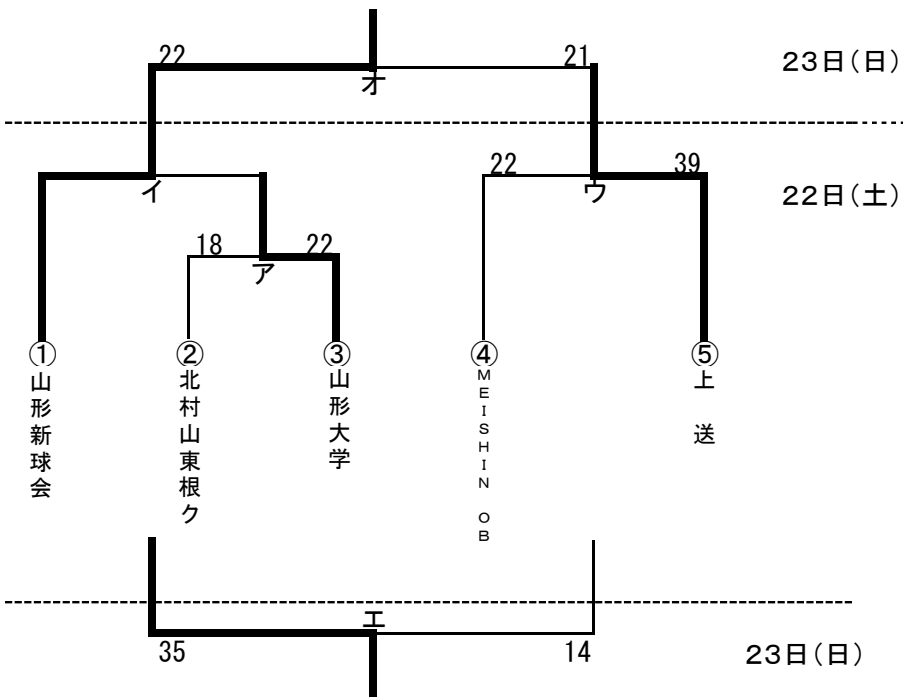 22
21
23日(日)
オ
22
39
22日(土)
イ
ウ
18
22
ア
①
②
③
④
⑤
山形新球会
北村山東根ク
山形大学
MEISHIN OB
上 送
エ
35
14
23日(日)